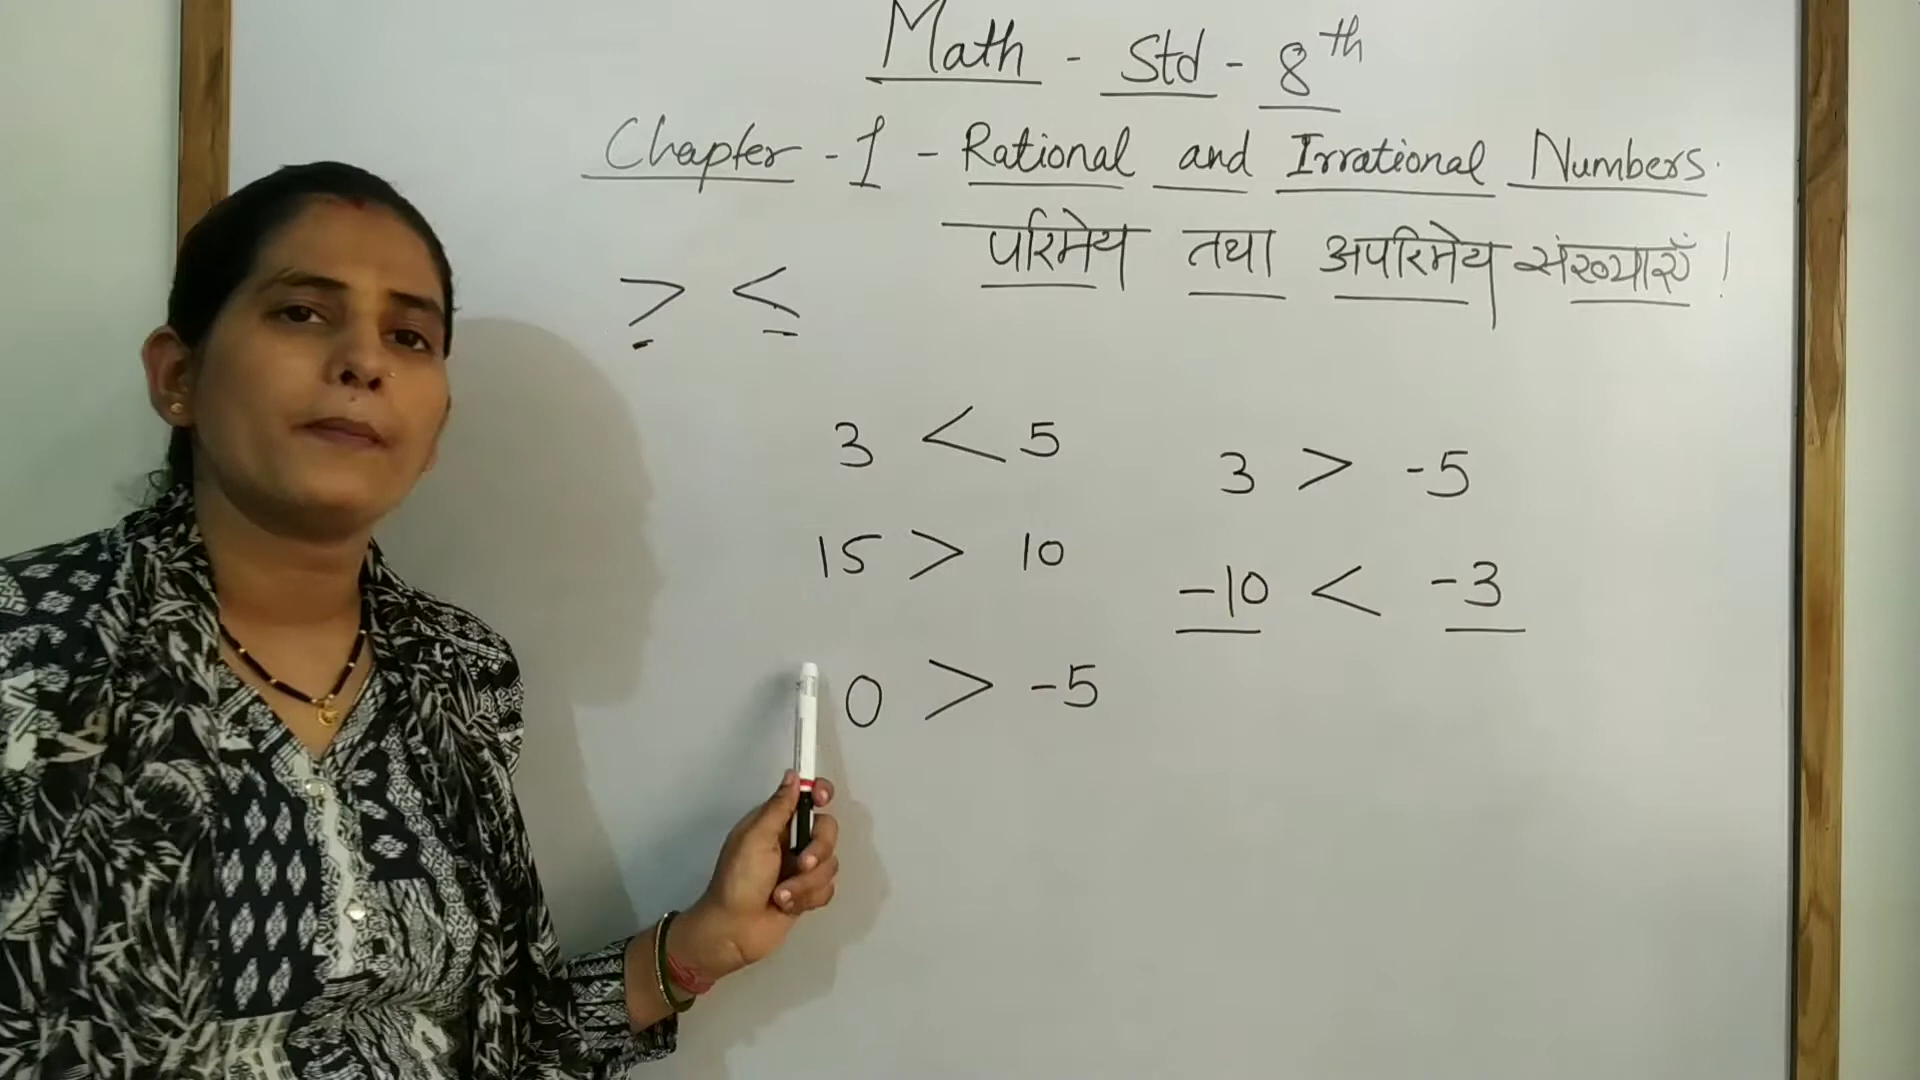 Math - Std - 8th
Chapter - 1 - Rational and Irrational Numbers.
परिमेय तथा अपरिमेय संख्याएँ !
> <
3 < 5
3 > -5
15 > 10
-10 < -3
0 > -5